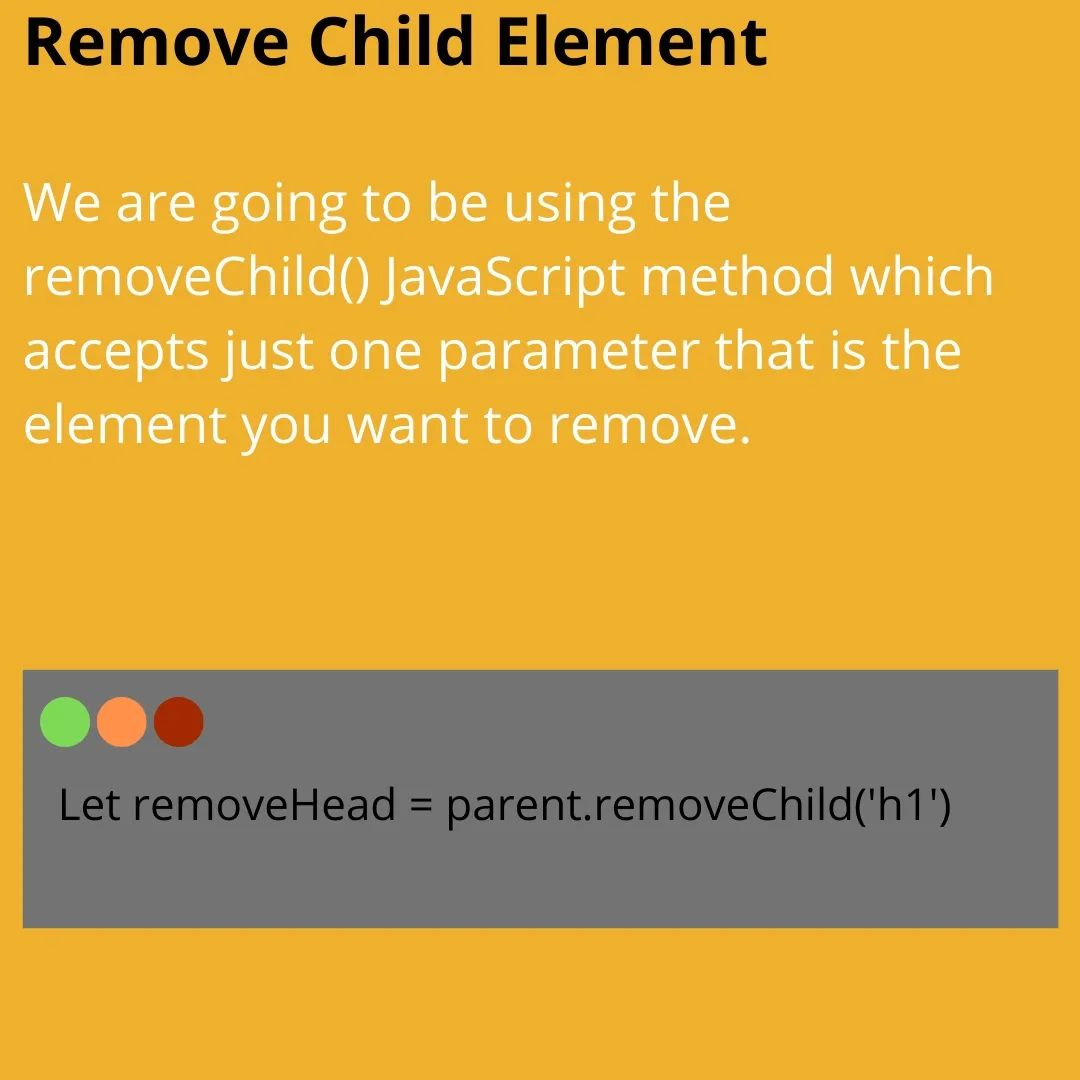 Remove Child Element
We are going to be using the
removeChild() JavaScript method which
accepts just one parameter that is the
element you want to remove.
Let removeHead = parent.removeChild('h1')